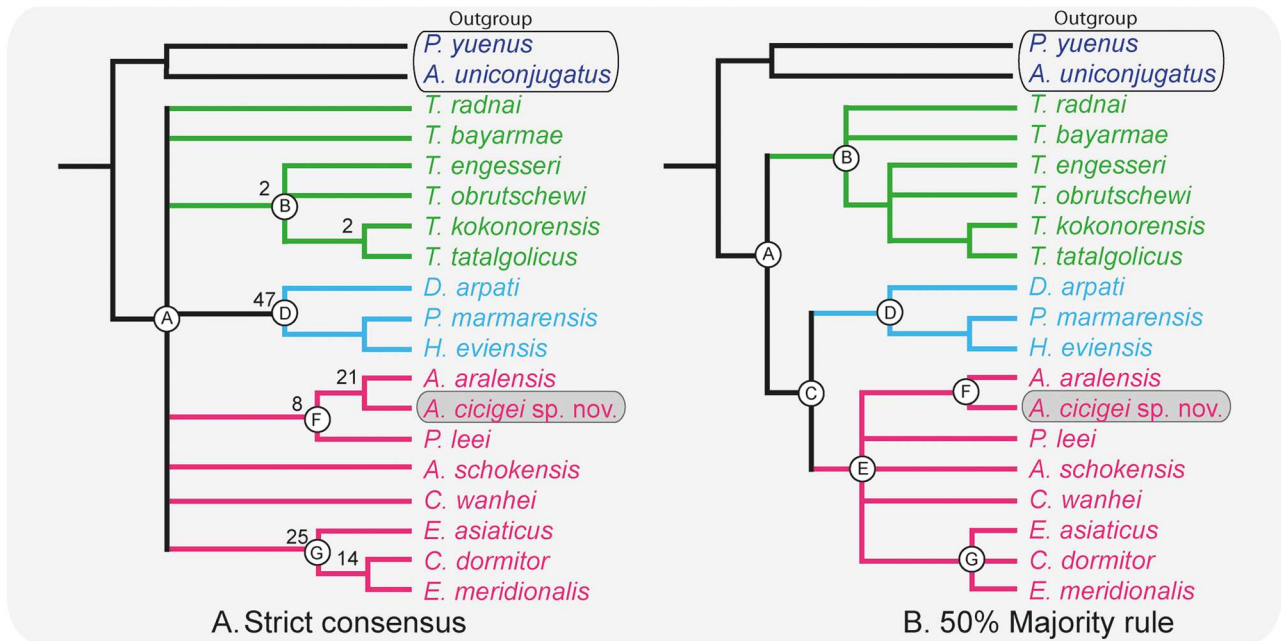 Outgroup
P. yuenus
A. uniconjugatus
T. radnai
T. bayarmae
T. engesseri
2
B
T. obrutschewi
2
T. kokonorensis
T. tatalgolicus
D. arpati
47
D
A
P. marmarensis
H. eviensis
21
A. aralensis
8
A. cicigei sp. nov.
F
P. leei
A. schokensis
C. wanhei
25
E. asiaticus
G
14
C. dormitor
E. meridionalis
A. Strict consensus
Outgroup
P. yuenus
A. uniconjugatus
T. radnai
T. bayarmae
B
T. engesseri
T. obrutschewi
T. kokonorensis
A
T. tatalgolicus
D. arpati
D
P. marmarensis
H. eviensis
A. aralensis
F
C
A. cicigei sp. nov.
P. leei
E
A. schokensis
C. wanhei
E. asiaticus
G
C. dormitor
E. meridionalis
B. 50% Majority rule